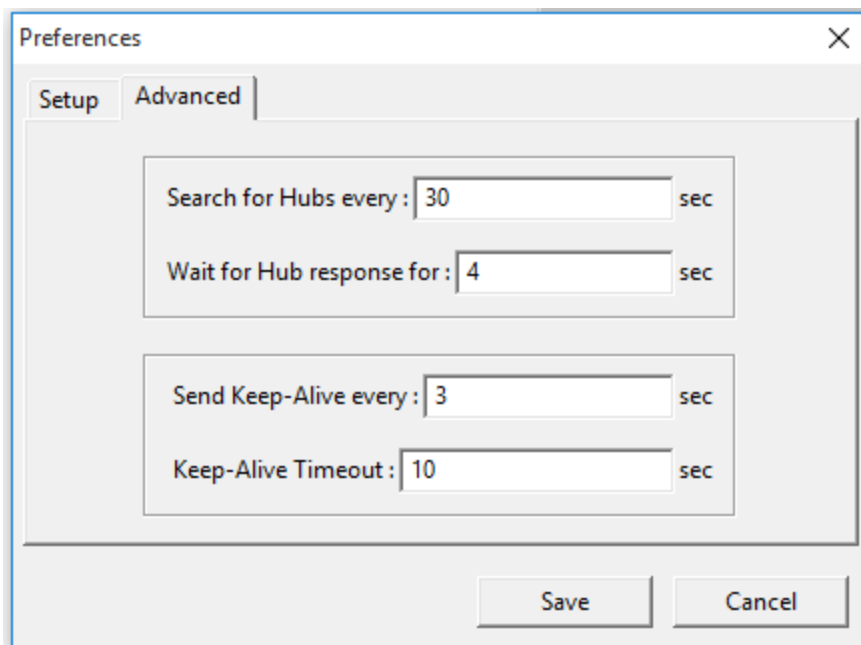 Preferences
Setup Advanced
Search for Hubs every : 30 sec
Wait for Hub response for : 4 sec
Send Keep-Alive every : 3 sec
Keep-Alive Timeout : 10 sec
Save Cancel